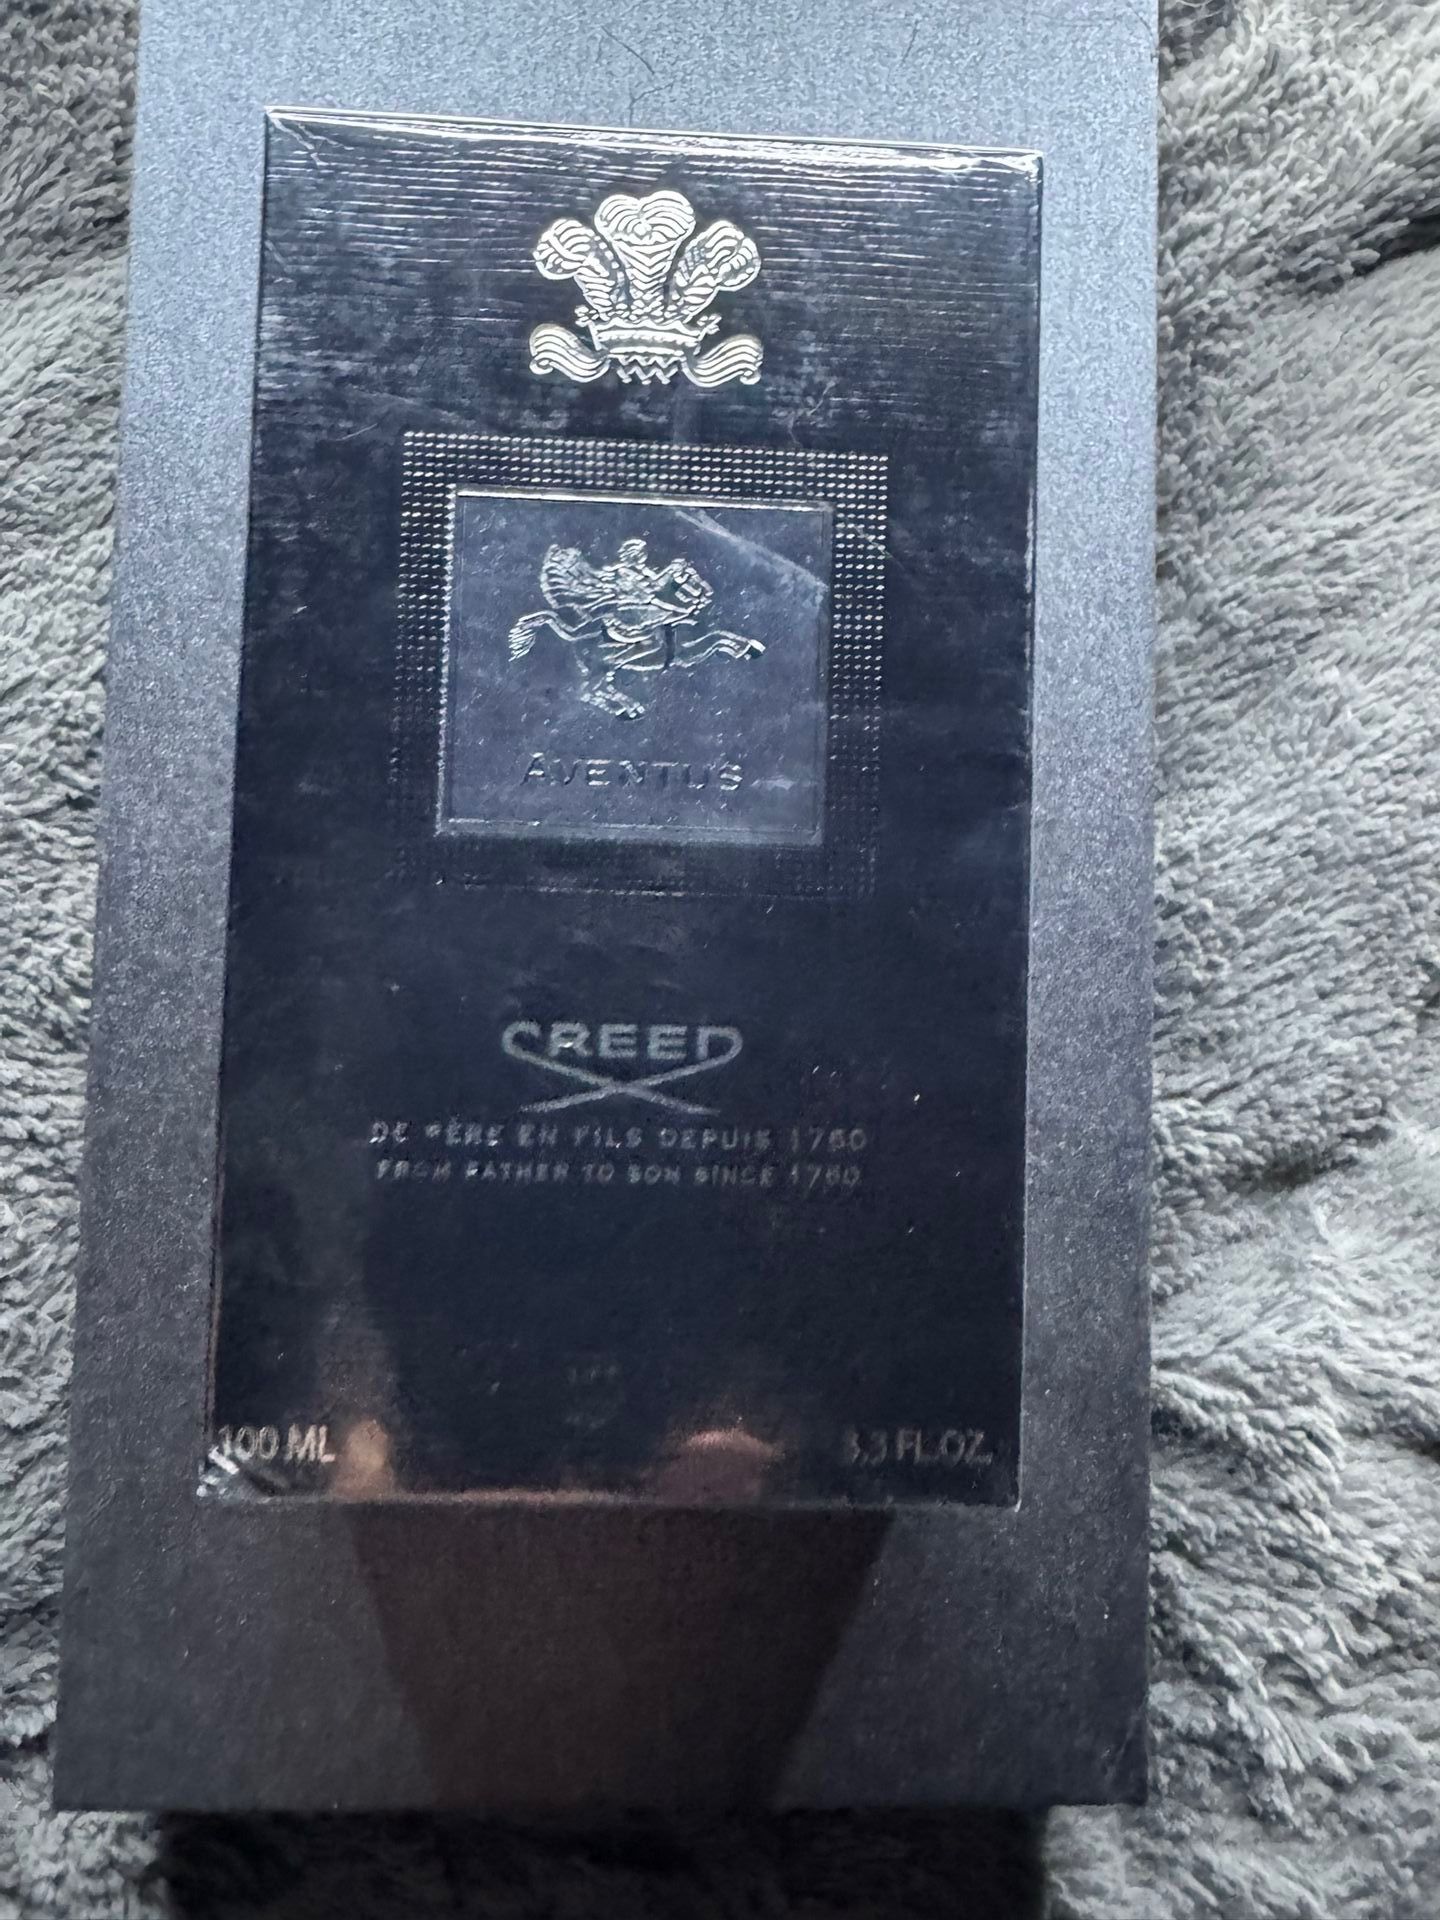 AVENTUS
CREED
DE PÈRE EN FILS DEPUIS 1760
FROM FATHER TO SON SINCE 1760
100 ML
3.3 FL.OZ.